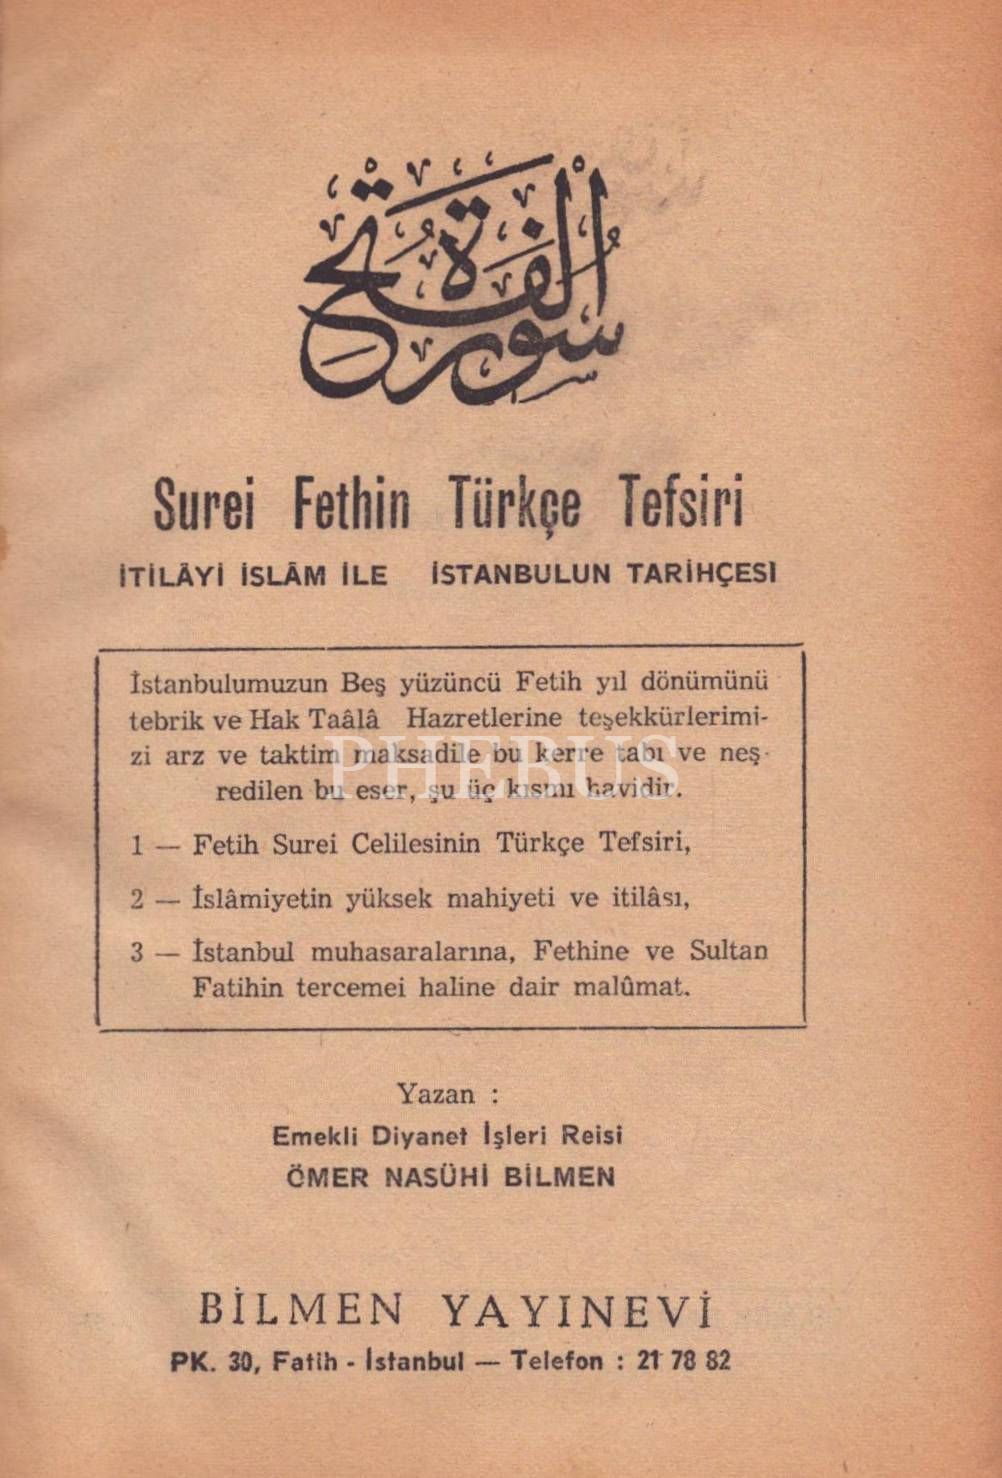 سورة الفتح
Surei Fethin Türkçe Tefsiri
İTİLÂYİ İSLÂM İLE İSTANBULUN TARİHÇESİ
İstanbulumuzun Beş yüzüncü Fetih yıl dönümünü
tebrik ve Hak Taâlâ Hazretlerine teşekkürlerimi-
zi arz ve taktim maksadile bu kerre tabı ve neş-
redilen bu eser, şu üç kısmı havidir.
1 — Fetih Surei Celilesinin Türkçe Tefsiri,
2 — İslâmiyetin yüksek mahiyeti ve itilâsı,
3 — İstanbul muhasaralarına, Fethine ve Sultan
Fatihin tercemei haline dair malûmat.
PHEBUS
Yazan :
Emekli Diyanet İşleri Reisi
ÖMER NASÜHİ BİLMEN
BİLMEN YAYINEVİ
PK. 30, Fatih - İstanbul — Telefon : 21 78 82